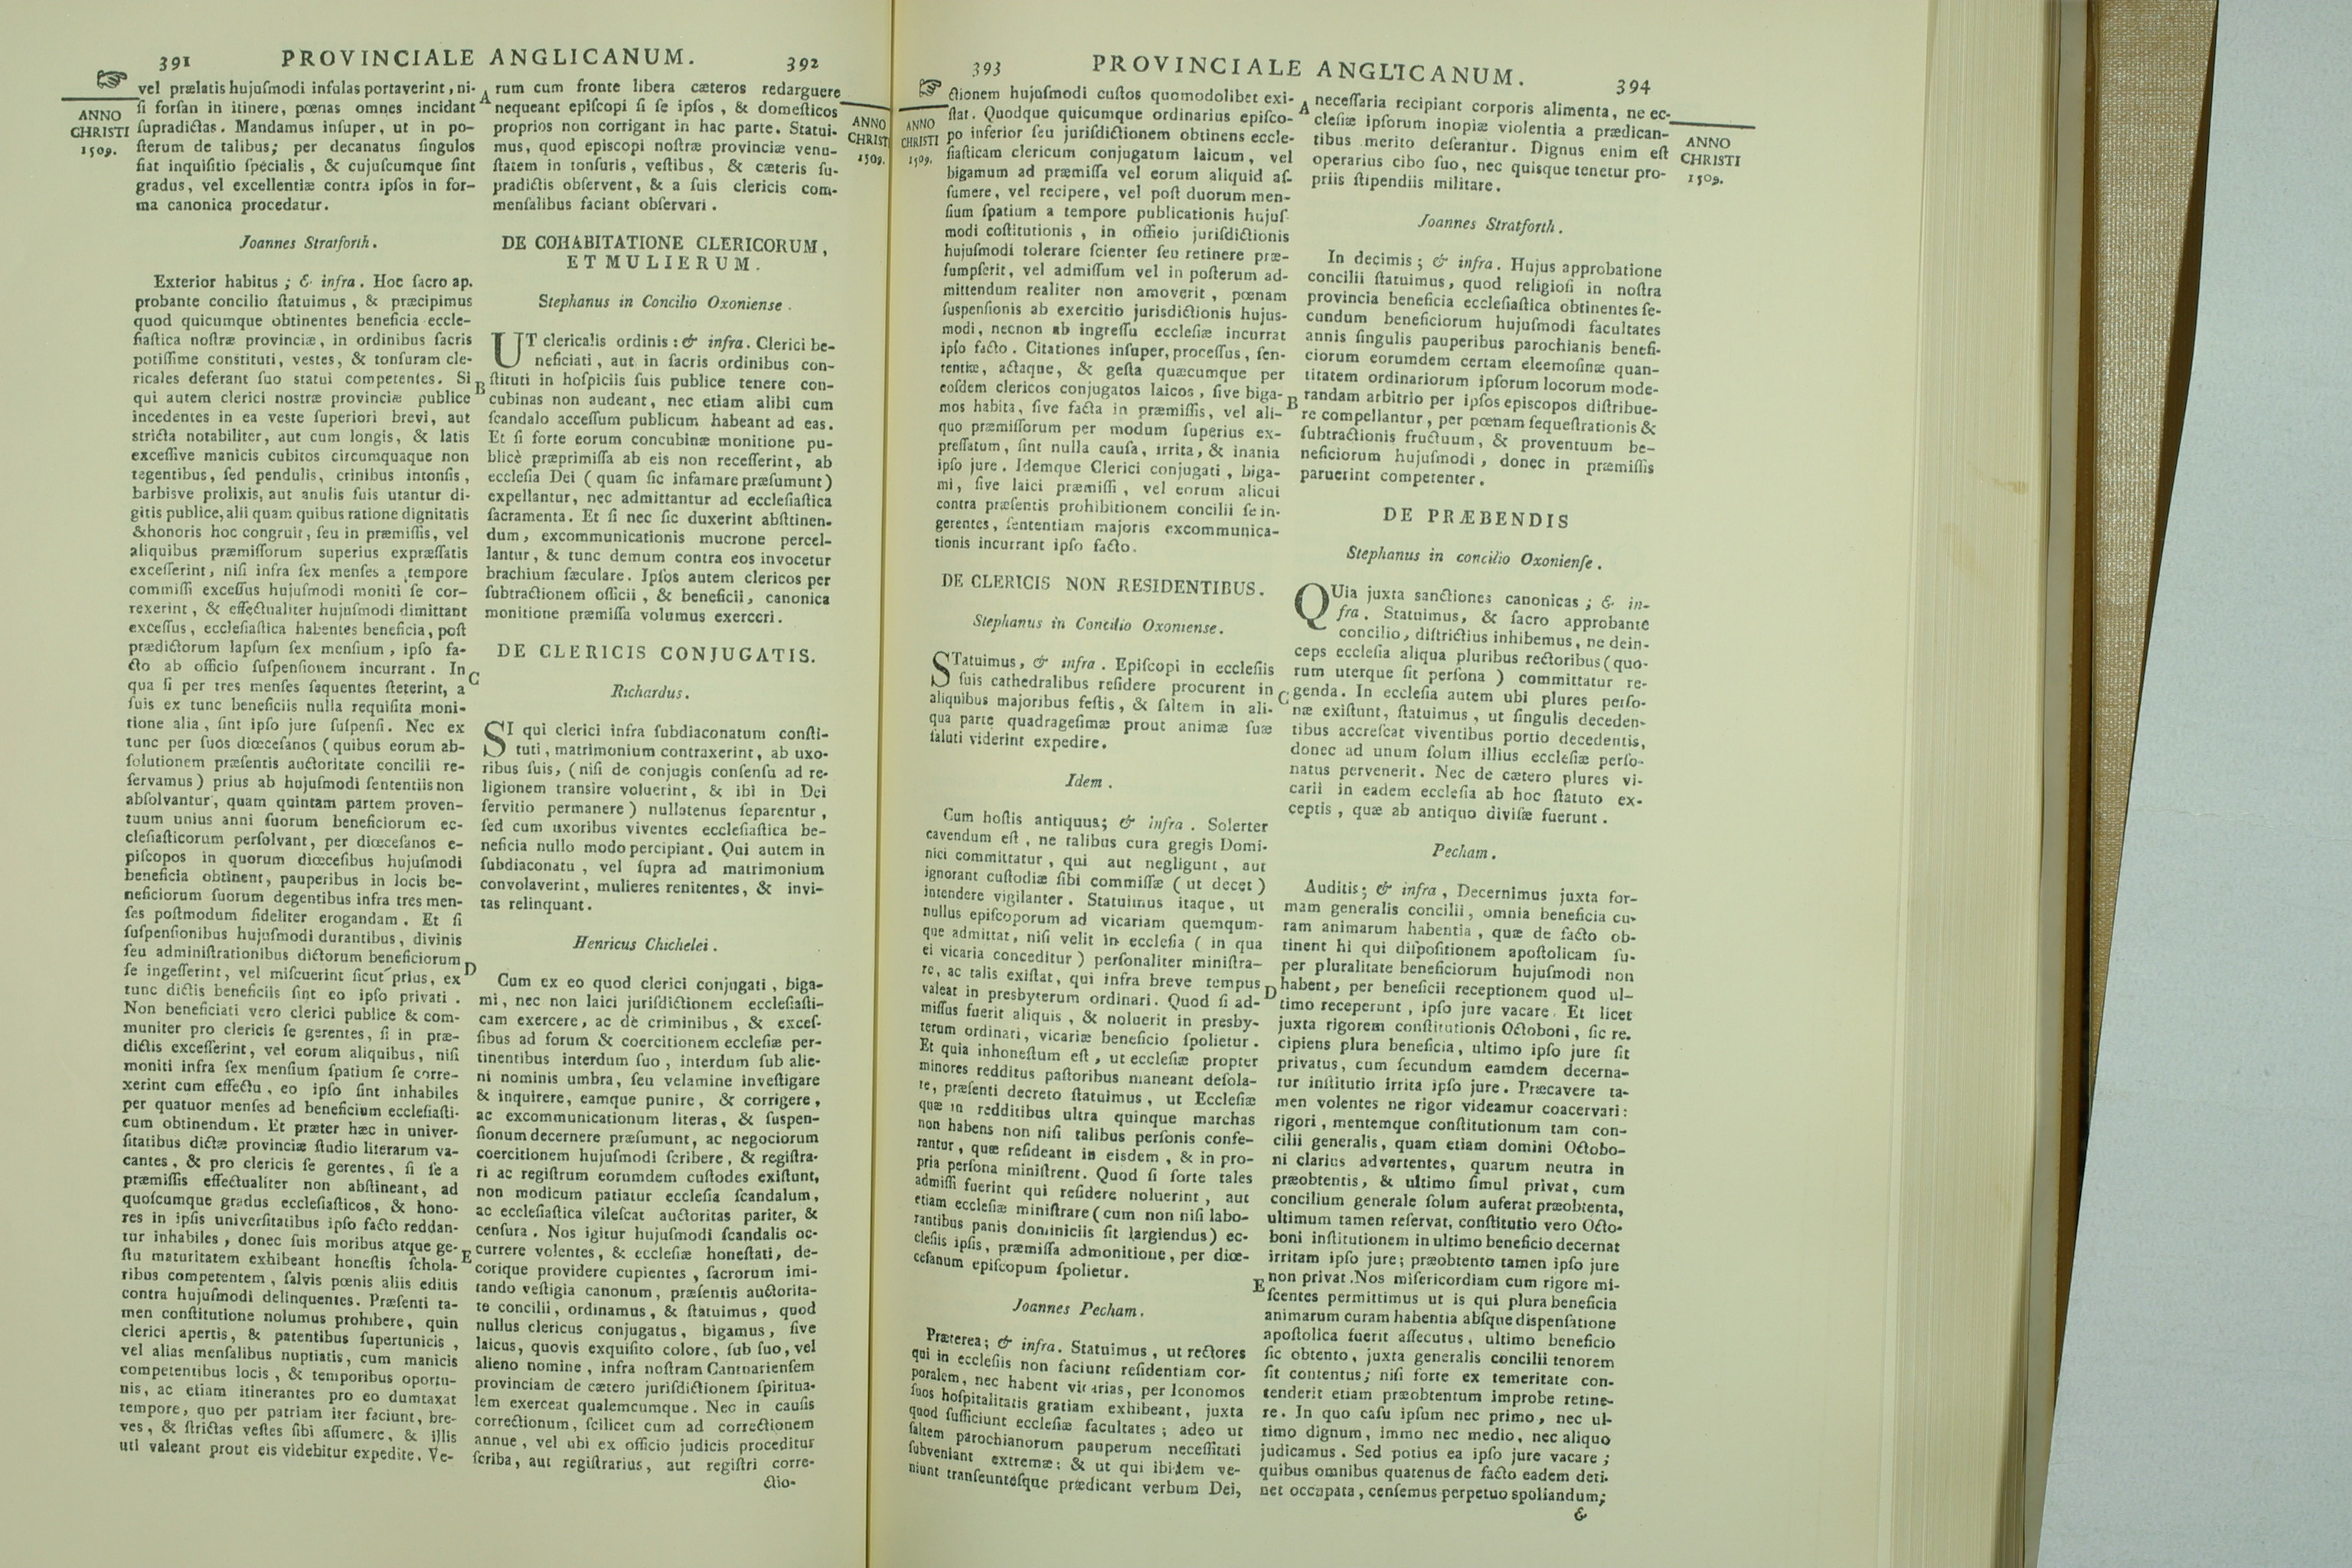 391 PROVINCIALE ANGLICANUM. 392
ANNO
CHRISTI
1509.
vel prælatis hujuſmodi infulas portaverint, ni-
ſi forſan in itinere, pœnas omnes incidant
ſupradictas. Mandamus inſuper, ut in po-
ſterum de talibus; per decanatus ſingulos
fiat inquiſitio ſpecialis, & cujuſcumque ſint
gradus, vel excellentiæ contra ipſos in for-
ma canonica procedatur.
Joannes Stratforth.
Exterior habitus; & infra. Hoc ſacro ap.
probante concilio ſtatuimus, & præcipimus
quod quicumque obtinentes beneficia eccle-
ſiaſtica noſtræ provinciæ, in ordinibus ſacris
potiſſime constituti, vestes, & tonſuram cle-
ricales deferant ſuo statui competentes. Si
qui autem clerici nostræ provinciæ publice
incedentes in ea veste ſuperiori brevi, aut
stricta notabiliter, aut cum longis, & latis
exceſſive manicis cubitos circumquaque non
tegentibus, ſed pendulis, crinibus intonſis,
barbisve prolixis, aut anulis ſuis utantur di-
gitis publice, alii quam quibus ratione dignitatis
&honoris hoc congruit, ſeu in præmiſſis, vel
aliquibus præmiſſorum superius expræſſatis
exceſſerint, niſi infra ſex menſes a tempore
commiſſi exceſſus hujuſmodi moniti ſe cor-
rexerint, & effectualiter hujuſmodi dimittant
exceſſus, eccleſiaſtica habentes beneficia, poſt
prædictorum lapſum ſex menſium, ipſo fa-
cto ab officio ſuſpenſionem incurrant. In
qua ſi per tres menſes ſequentes ſteterint, a
ſuis ex tunc beneficiis nulla requiſita moni-
tione alia, ſint ipſo jure ſuſpenſi. Nec ex
tunc per ſuos diœceſanos (quibus eorum ab-
ſolutionem præſentis auctoritate concilii re-
ſervamus) prius ab hujuſmodi ſententiis non
abſolvantur, quam quintam partem proven-
tuum unius anni ſuorum beneficiorum ec-
cleſiaſticorum perſolvant, per diœceſanos e-
piſcopos in quorum diœceſibus hujuſmodi
beneficia obtinent, pauperibus in locis be-
neficiorum ſuorum degentibus infra tres men-
ſes poſtmodum fideliter erogandam. Et ſi
ſuſpenſionibus hujuſmodi durantibus, divinis
ſeu adminiſtrationibus dictorum beneficiorum
ſe ingeſſerint, vel miſcuerint ſicut prius, ex
tunc dictis beneficiis ſint eo ipſo privati.
Non beneficiati vero clerici publice & com-
muniter pro clericis ſe gerentes, ſi in præ-
dictis exceſſerint, vel eorum aliquibus, niſi
moniti infra ſex menſium ſpatium ſe corre-
xerint cum effectu, eo ipſo ſint inhabiles
per quatuor menſes ad beneficium eccleſiaſti-
cum obtinendum. Et præter hæc in univer-
ſitatibus dictæ provinciæ ſtudio literarum va-
cantes, & pro clericis ſe gerentes, ſi ſe a
præmiſſis effectualiter non abſtineant, ad
quoſcumque gradus eccleſiaſticos, & hono-
res in ipſis univerſitatibus ipſo facto reddan-
tur inhabiles, donec ſuis moribus atque ge-
ſtu maturitatem exhibeant honeſtis ſchola-
ribus competentem, ſalvis pœnis aliis editis
contra hujuſmodi delinquentes. Præſenti ta-
men conſtitutione nolumus prohibere, quin
clerici apertis, & patentibus ſupertunicis,
vel alias menſalibus nuptiatis, cum manicis
competentibus locis, & temporibus oportu-
nis, ac etiam itinerantes pro eo dumtaxat
tempore, quo per patriam iter faciunt, bre-
ves, & ſtrictas veſtes ſibi aſſumere, & illis
uti valeant prout eis videbitur expedite. Ve-
A
B
C
D
E
rum cum fronte libera cæteros redarguere
nequeant epiſcopi ſi ſe ipſos, & domeſticos
proprios non corrigant in hac parte. Statui-
mus, quod episcopi noſtræ provinciæ venu-
ſtatem in tonſuris, veſtibus, & cæteris ſu-
pradictis obſervent, & a ſuis clericis com-
menſalibus faciant obſervari.
DE COHABITATIONE CLERICORUM,
ET MULIERUM.
Stephanus in Concilio Oxoniense.
UT clericalis ordinis: & infra. Clerici be-
neficiati, aut in ſacris ordinibus con-
ſtituti in hoſpiciis ſuis publice tenere con-
cubinas non audeant, nec etiam alibi cum
ſcandalo acceſſum publicum habeant ad eas.
Et ſi forte eorum concubinæ monitione pu-
blicè præprimiſſa ab eis non receſſerint, ab
eccleſia Dei (quam ſic infamare præſumunt)
expellantur, nec admittantur ad eccleſiaſtica
ſacramenta. Et ſi nec ſic duxerint abſtinen-
dum, excommunicationis mucrone percel-
lantur, & tunc demum contra eos invocetur
brachium ſæculare. Ipſos autem clericos per
ſubtractionem officii, & beneficii, canonica
monitione præmiſſa volumus exerceri.
DE CLERICIS CONJUGATIS.
Richardus.
SI qui clerici infra ſubdiaconatum conſti-
tuti, matrimonium contraxerint, ab uxo-
ribus ſuis, (niſi de conjugis conſenſu ad re-
ligionem transire voluerint, & ibi in Dei
ſervitio permanere) nullatenus ſeparentur,
ſed cum uxoribus viventes eccleſiaſtica be-
neficia nullo modo percipiant. Qui autem in
ſubdiaconatu, vel ſupra ad matrimonium
convolaverint, mulieres renitentes, & invi-
tas relinquant.
Henricus Chichelei.
Cum ex eo quod clerici conjugati, biga-
mi, nec non laici juriſdictionem eccleſiaſti-
cam exercere, ac dè criminibus, & exceſ-
ſibus ad forum & coercitionem eccleſiæ per-
tinentibus interdum ſuo, interdum ſub alie-
ni nominis umbra, ſeu velamine inveſtigare
& inquirere, eamque punire, & corrigere,
ac excommunicationum literas, & ſuspen-
ſionum decernere præſumunt, ac negociorum
coercitionem hujuſmodi ſcribere, & regiſtra-
ri ac regiſtrum eorumdem cuſtodes exiſtunt,
non modicum patiatur eccleſia ſcandalum,
ac eccleſiaſtica vileſcat auctoritas pariter, &
cenſura. Nos igitur hujuſmodi ſcandalis oc-
currere volentes, & eccleſiæ honeſtati, de-
corique providere cupientes, ſacrorum imi-
tando veſtigia canonum, præſentis auctorita-
te concilii, ordinamus, & ſtatuimus, quod
nullus clericus conjugatus, bigamus, ſive
laicus, quovis exquiſito colore, ſub ſuo, vel
alieno nomine, infra noſtram Cantuarienſem
provinciam de cætero juriſdictionem ſpiritua-
lem exerceat qualemcumque. Nec in cauſis
correctionum, ſcilicet cum ad correctionem
annue, vel ubi ex officio judicis proceditur
ſcriba, aut regiſtrarius, aut regiſtri corre-
ctio-
ANNO
CHRISTI
1509.
393 PROVINCIALE ANGLICANUM. 394
ANNO
CHRISTI
1509.
ctionem hujuſmodi cuſtos quomodolibet exi-
ſtat. Quodque quicumque ordinarius epiſco-
po inferior ſeu juriſdictionem obtinens eccle-
ſiaſticam clericum conjugatum laicum, vel
bigamum ad præmiſſa vel eorum aliquid aſ-
ſumere, vel recipere, vel poſt duorum men-
ſium ſpatium a tempore publicationis hujuſ-
modi coſtitutionis, in officio juriſdictionis
hujuſmodi tolerare ſcienter ſeu retinere præ-
ſumpſerit, vel admiſſum vel in poſterum ad-
mittendum realiter non amoverit, pœnam
ſuspenſionis ab exercitio jurisdictionis hujus-
modi, necnon ab ingreſſu eccleſiæ incurrat
ipſo facto. Citationes inſuper, proceſſus, ſen-
tentiæ, actaque, & geſta quæcumque per
eoſdem clericos conjugatos laicos, ſive biga-
mos habita, ſive facta in præmiſſis, vel ali-
quo præmiſſorum per modum ſuperius ex-
preſſatum, ſint nulla cauſa, irrita, & inania
ipſo jure. Idemque Clerici conjugati, biga-
mi, ſive laici præmiſſi, vel eorum alicui
contra præſentis prohibitionem concilii ſe in-
gerentes, ſententiam majoris excommunica-
tionis incurrant ipſo facto.
DE CLERICIS NON RESIDENTIBUS.
Stephanus in Concilio Oxoniense.
STatuimus, & infra. Epiſcopi in eccleſiis
ſuis cathedralibus reſidere procurent in
aliquibus majoribus feſtis, & ſaltem in ali-
qua parte quadrageſimæ prout animæ ſuæ
ſaluti viderint expedire.
Idem.
Cum hoſtis antiquus; & infra. Solerter
cavendum eſt, ne talibus cura gregis Domi-
nici committatur, qui aut negligunt, aut
ignorant cuſtodiæ ſibi commiſſæ (ut decet)
intendere vigilanter. Statuimus itaque, ut
nullus epiſcoporum ad vicariam quemqum-
que admittat, niſi velit in eccleſia (in qua
ei vicaria conceditur) perſonaliter miniſtra-
re, ac talis exiſtat, qui infra breve tempus
valeat in presbyterum ordinari. Quod ſi ad-
miſſus fuerit aliquis, & noluerit in presby-
terum ordinari, vicariæ beneficio ſpolietur.
Et quia inhoneſtum eſt, ut eccleſiæ propter
minores redditus paſtoribus maneant deſola-
te, præſenti decreto ſtatuimus, ut Eccleſiæ
quæ in redditibus ultra quinque marchas
non habens non niſi talibus perſonis confe-
rantur, quæ reſideant in eisdem, & in pro-
pria perſona miniſtrent. Quod ſi forte tales
admiſſi fuerint qui reſidere noluerint, aut
etiam eccleſiæ miniſtrare (cum non niſi labo-
rantibus panis dominiciis ſit largiendus) ec-
cleſiis ipſis, præmiſſa admonitione, per diœ-
ceſanum epiſcopum ſpolietur.
Joannes Pecham.
Præterea; & infra. Statuimus, ut rectores
qui in eccleſiis non faciunt reſidentiam cor-
poralem, nec habent vicarias, per Iconomos
ſuos hoſpitalitatis gratiam exhibeant, juxta
quod ſufficiunt eccleſiæ facultates; adeo ut
ſaltem parochianorum pauperum neceſſitati
ſubveniant extremæ: & ut qui ibidem ve-
niunt tranſeunteſque prædicant verbum Dei,
A
B
C
D
E
neceſſaria recipiant corporis alimenta, ne ec-
cleſiæ ipſorum inopiæ violentia a prædican-
tibus merito deferantur. Dignus enim eſt
operarius cibo ſuo, nec quisque tenetur pro-
priis ſtipendiis militare.
Joannes Stratforth.
In decimis; & infra. Hujus approbatione
concilii ſtatuimus, quod religioſi in noſtra
provincia beneficia eccleſiaſtica obtinentes ſe-
cundum beneficiorum hujuſmodi facultates
annis ſingulis pauperibus parochianis benefi-
ciorum eorumdem certam eleemoſinæ quan-
titatem ordinariorum ipſorum locorum mode-
randam arbitrio per ipſos episcopos diſtribue-
re compellantur, per pœnam ſequeſtrationis &
ſubtractionis fructuum, & proventuum be-
neficiorum hujuſmodi, donec in præmiſſis
paruerint competenter.
DE PRÆBENDIS
Stephanus in concilio Oxonienſe.
QUia juxta sanctiones canonicas; & in-
fra. Statuimus, & ſacro approbante
concilio, diſtrictius inhibemus, ne dein-
ceps eccleſia aliqua pluribus rectoribus (quo-
rum uterque ſit perſona) committatur re-
genda. In eccleſia autem ubi plures perſo-
næ exiſtunt, ſtatuimus, ut ſingulis deceden-
tibus accreſcat viventibus portio decedentis,
donec ad unum ſolum illius eccleſiæ perſo-
natus pervenerit. Nec de cætero plures vi-
carii in eadem eccleſia ab hoc ſtatuto ex-
ceptis, quæ ab antiquo diviſæ fuerunt.
Pecham.
Auditis; & infra, Decernimus juxta for-
mam generalis concilii, omnia beneficia cu-
ram animarum habentia, quæ de facto ob-
tinent hi qui diſpoſitionem apoſtolicam ſu-
per pluralitate beneficiorum hujuſmodi non
habent, per beneficii receptionem quod ul-
timo receperunt, ipſo jure vacare. Et licet
juxta rigorem conſtitutionis Octoboni, ſic re.
cipiens plura beneficia, ultimo ipſo jure ſit
privatus, cum ſecundum eamdem decerna-
tur inſtitutio irrita ipſo jure. Præcavere ta-
men volentes ne rigor videamur coacervari:
rigori, mentemque conſtitutionum tam con-
cilii generalis, quam etiam domini Octobo-
ni clarius advertentes, quarum neutra in
præobtentis, & ultimo ſimul privat, cum
concilium generale ſolum auferat præobtenta,
ultimum tamen reſervat, conſtitutio vero Octo-
boni inſtitutionem in ultimo beneficio decernat
irritam ipſo jure; præobtento tamen ipſo jure
non privat. Nos miſericordiam cum rigore mi-
ſcentes permittimus ut is qui plura beneficia
animarum curam habentia abſque diſpenſatione
apoſtolica fuerit aſſecutus, ultimo beneficio
ſic obtento, juxta generalis concilii tenorem
ſit contentus; niſi forte ex temeritate con-
tenderit etiam præobtentum improbe retine-
re. In quo caſu ipſum nec primo, nec ul-
timo dignum, immo nec medio, nec aliquo
judicamus. Sed potius ea ipſo jure vacare;
quibus omnibus quatenus de facto eadem deti-
net occupata, cenſemus perpetuo spoliandum;
&
ANNO
CHRISTI
1509.